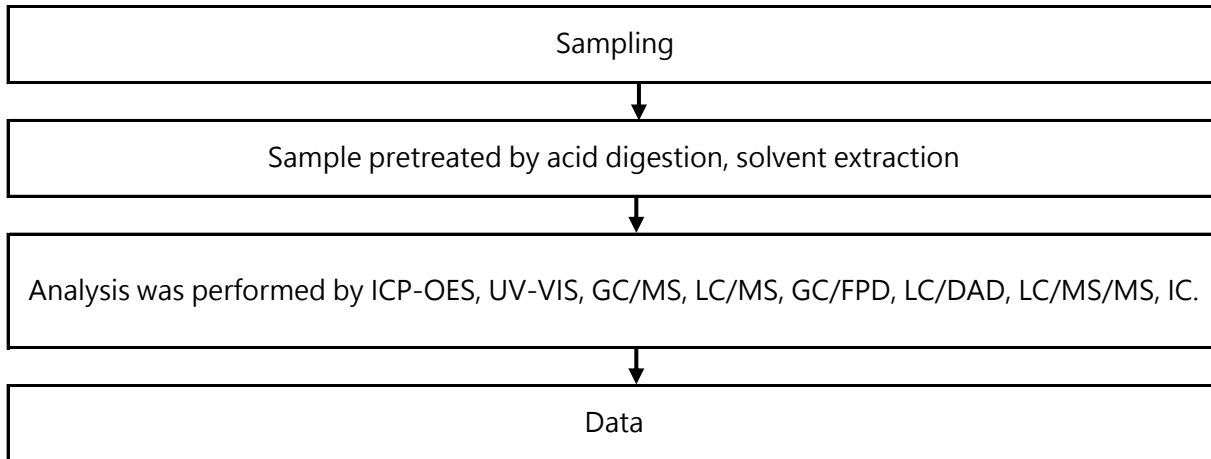 Sampling
Sample pretreated by acid digestion, solvent extraction
Analysis was performed by ICP-OES, UV-VIS, GC/MS, LC/MS, GC/FPD, LC/DAD, LC/MS/MS, IC.
Data